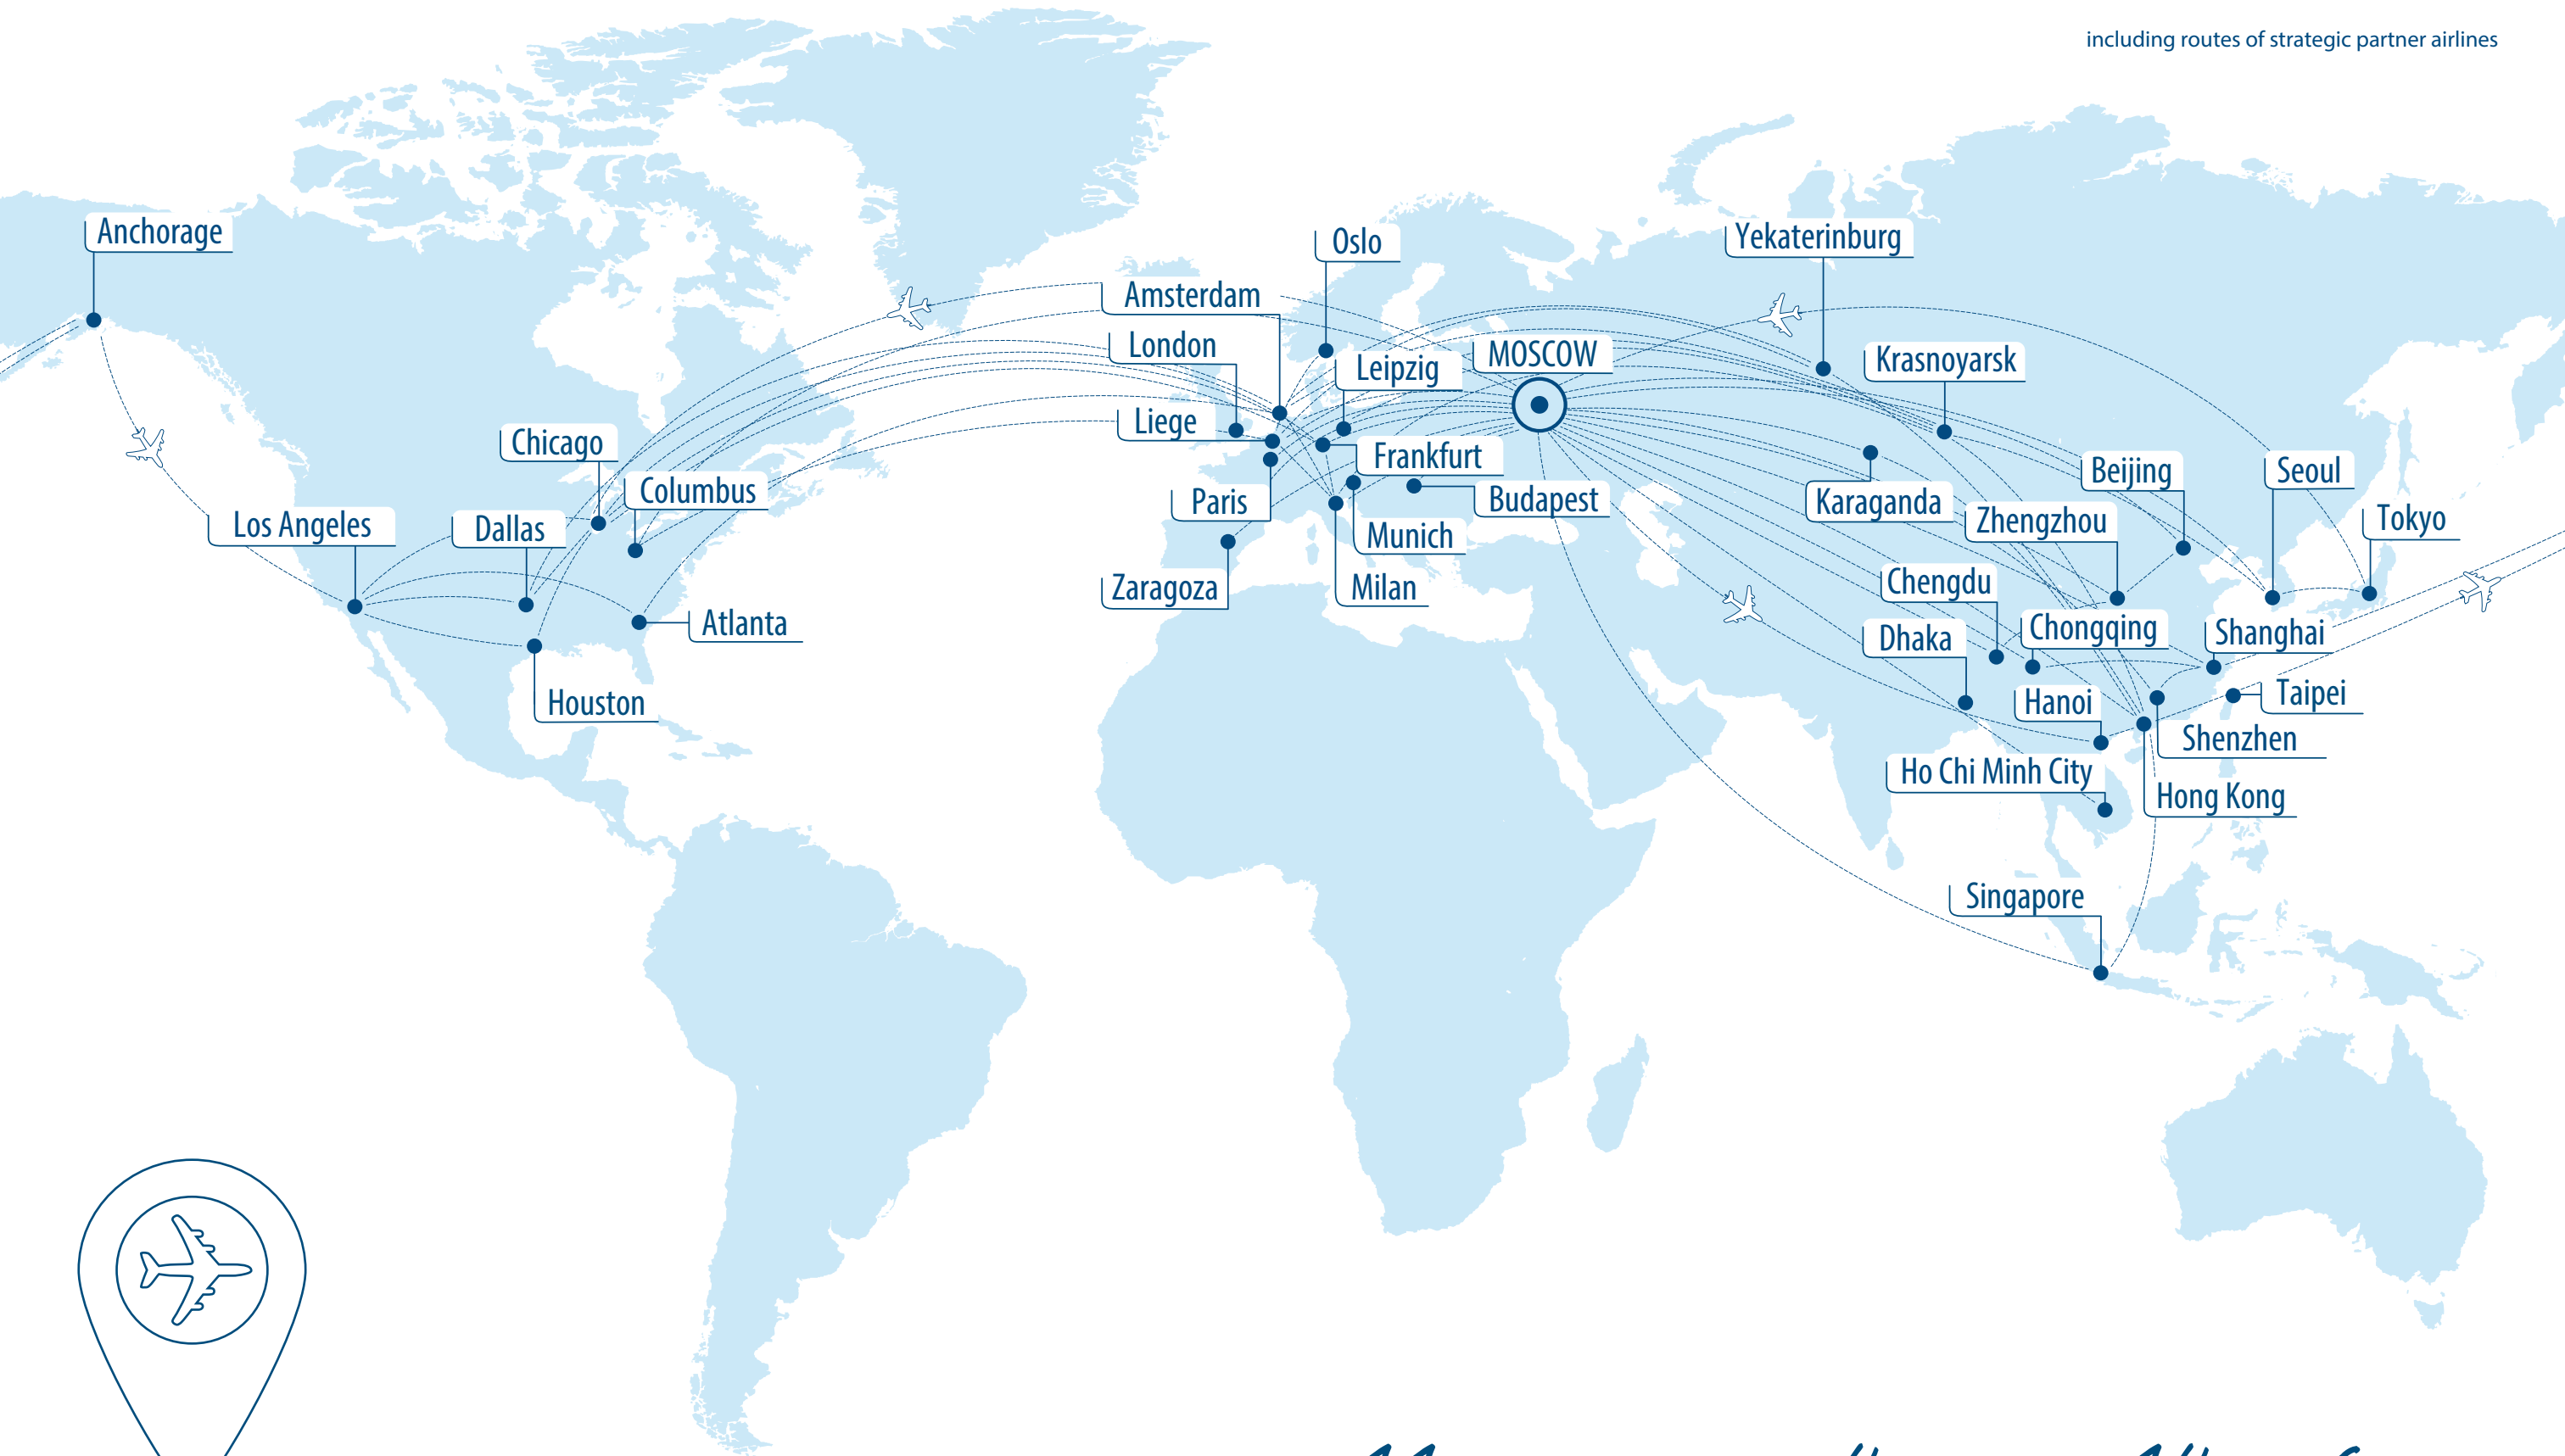 including routes of strategic partner airlines
Anchorage
Oslo
Yekaterinburg
Amsterdam
London
MOSCOW
Krasnoyarsk
Leipzig
Liege
Chicago
Frankfurt
Beijing
Seoul
Columbus
Paris
Budapest
Karaganda
Zhengzhou
Tokyo
Los Angeles
Dallas
Munich
Chengdu
Zaragoza
Milan
Atlanta
Dhaka
Chongqing
Shanghai
Houston
Hanoi
Taipei
Shenzhen
Ho Chi Minh City
Hong Kong
Singapore